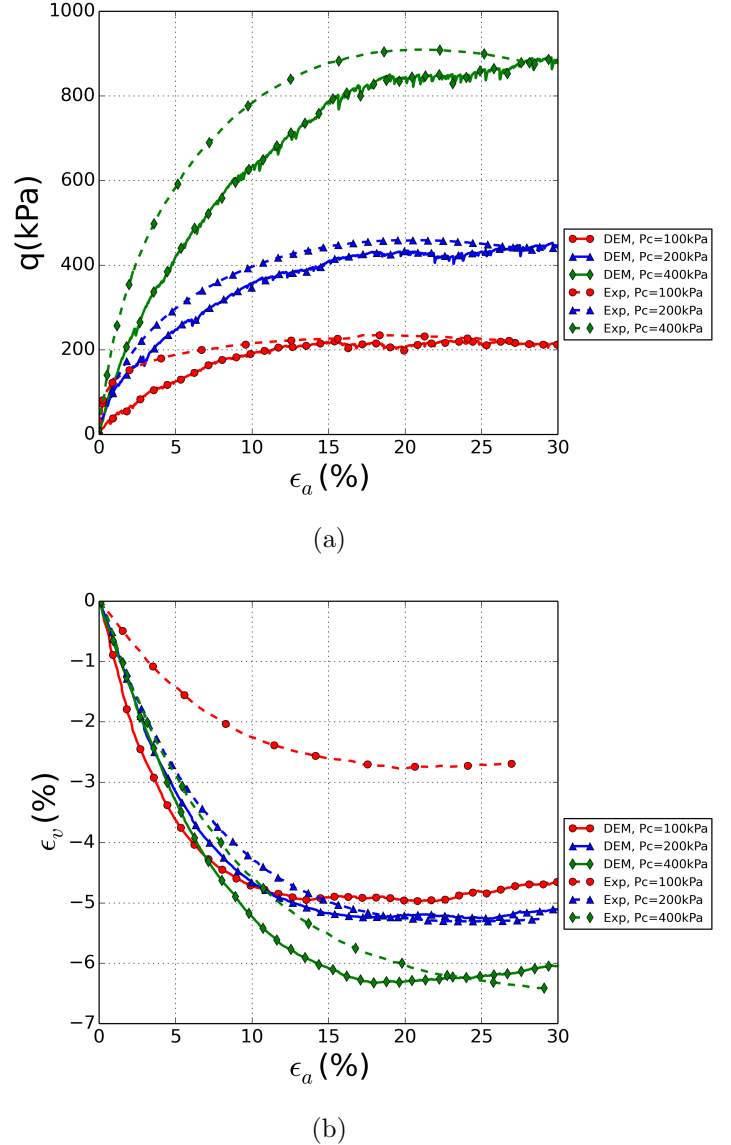 1000
800
600
400
200
0
q(kPa)
0 5 10 15 20 25 30
ϵₐ(%)
DEM, Pc=100kPa
DEM, Pc=200kPa
DEM, Pc=400kPa
Exp, Pc=100kPa
Exp, Pc=200kPa
Exp, Pc=400kPa
(a)
0
−1
−2
−3
−4
−5
−6
−7
ϵᵥ(%)
0 5 10 15 20 25 30
ϵₐ(%)
DEM, Pc=100kPa
DEM, Pc=200kPa
DEM, Pc=400kPa
Exp, Pc=100kPa
Exp, Pc=200kPa
Exp, Pc=400kPa
(b)